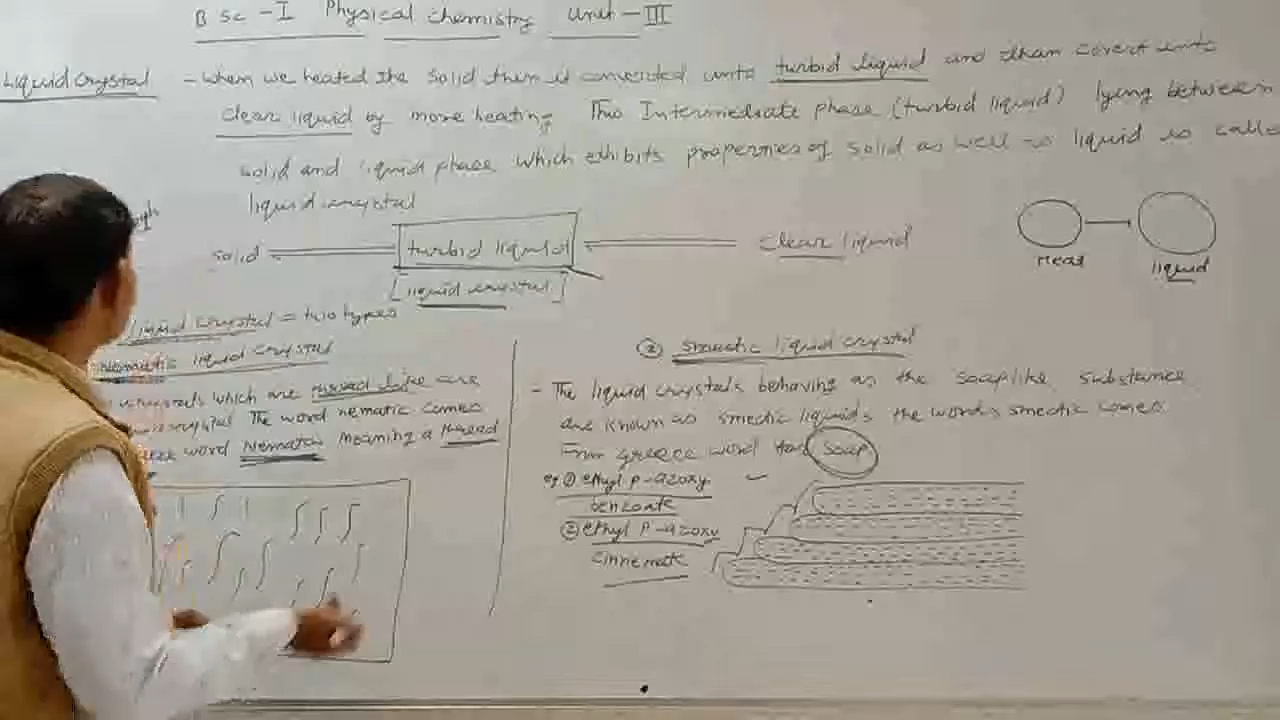 B Sc -I Physical Chemistry Unit - III
Liquid Crystal - When we heated the solid then it converted into turbid liquid and than covert into
Clear liquid by more heating This Intermediate phase (turbid liquid) lying between
solid and liquid phase which exhibits properties of solid as well as liquid is calle
liquid crystal
solid turbid liquid clear liquid
[liquid crystal]
Heat liquid
liquid crystal = two types
Nematic liquid crystal
crystals which are thread like are
crystal The word nematic comes
word Nematos meaning a thread
② Smectic liquid crystal
- The liquid crystals behaving as the soaplike substance
are known as smectic liquids the words smectic comes
From greece word for soap
eg ① ethyl p-azoxy
benzoate
② ethyl P-azoxy
cinnemate